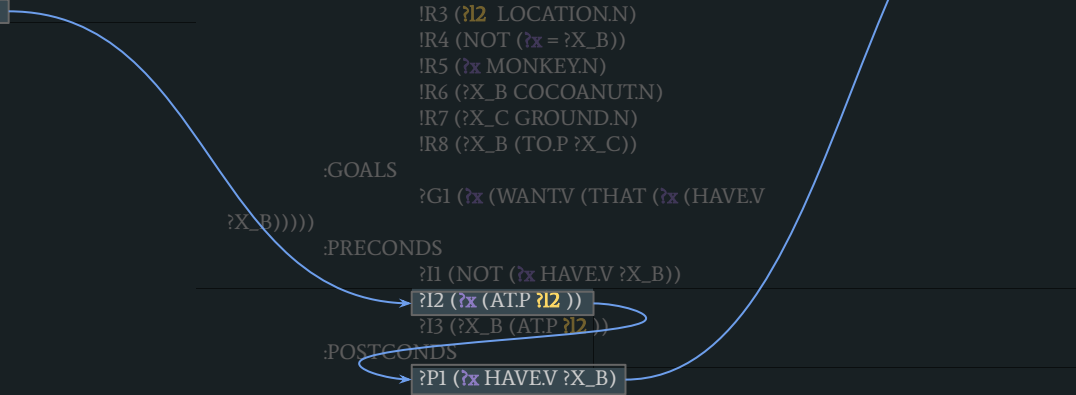 !R3 (?l2 LOCATION.N)
!R4 (NOT (?x = ?X_B))
!R5 (?x MONKEY.N)
!R6 (?X_B COCOANUT.N)
!R7 (?X_C GROUND.N)
!R8 (?X_B (TO.P ?X_C))
:GOALS
?G1 (?x (WANT.V (THAT (?x (HAVE.V
?X_B)))))
:PRECONDS
?I1 (NOT (?x HAVE.V ?X_B))
?I2 (?x (AT.P ?l2 ))
?I3 (?X_B (AT.P ?l2 ))
:POSTCONDS
?P1 (?x HAVE.V ?X_B)